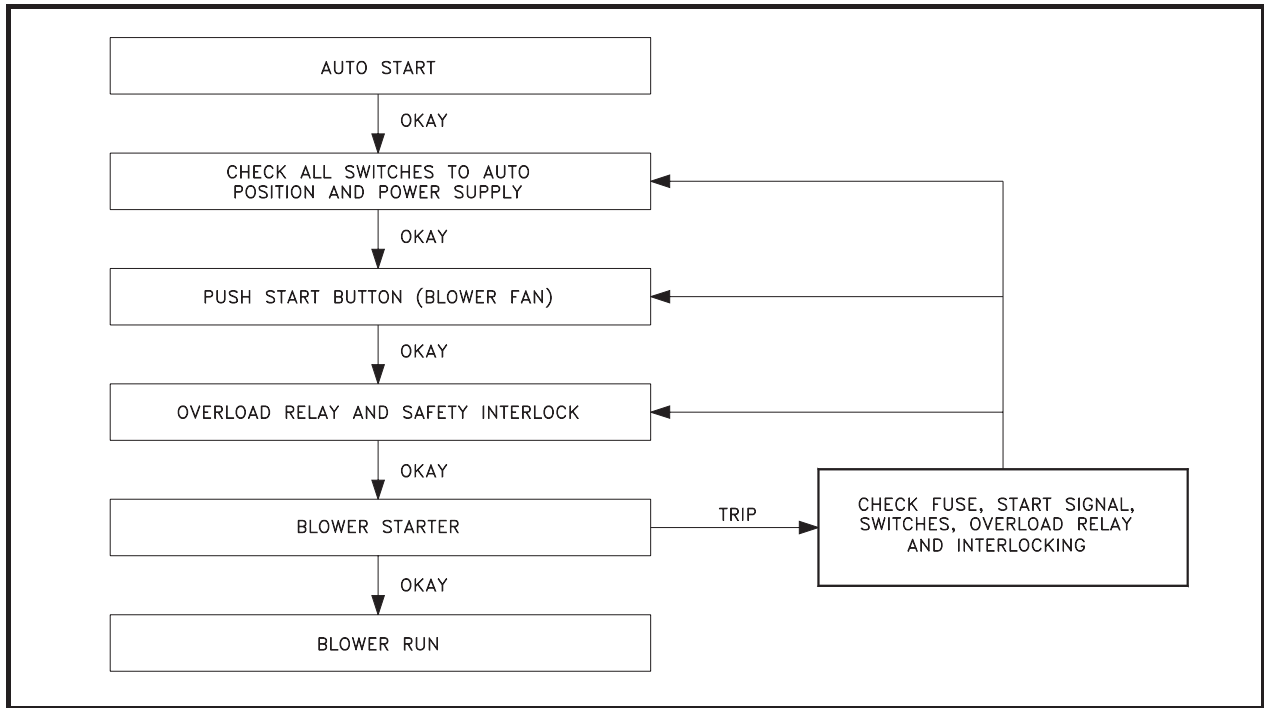 AUTO START
OKAY
CHECK ALL SWITCHES TO AUTO
POSITION AND POWER SUPPLY
OKAY
PUSH START BUTTON (BLOWER FAN)
OKAY
OVERLOAD RELAY AND SAFETY INTERLOCK
OKAY
BLOWER STARTER
TRIP
CHECK FUSE, START SIGNAL,
SWITCHES, OVERLOAD RELAY
AND INTERLOCKING
OKAY
BLOWER RUN